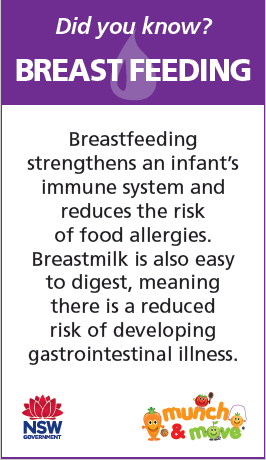 Did you know?
BREAST FEEDING
Breastfeeding
strengthens an infant's
immune system and
reduces the risk
of food allergies.
Breastmilk is also easy
to digest, meaning
there is a reduced
risk of developing
gastrointestinal illness.
NSW
GOVERNMENT
munch
& move